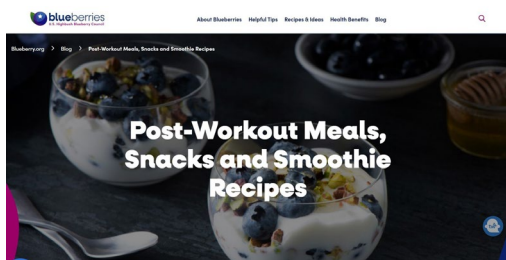 blueberries
U.S. Highbush Blueberry Council
About Blueberries Helpful Tips Recipes & Ideas Health Benefits Blog
Blueberry.org > Blog > Post-Workout Meals, Snacks and Smoothie Recipes
Post-Workout Meals,
Snacks and Smoothie
Recipes